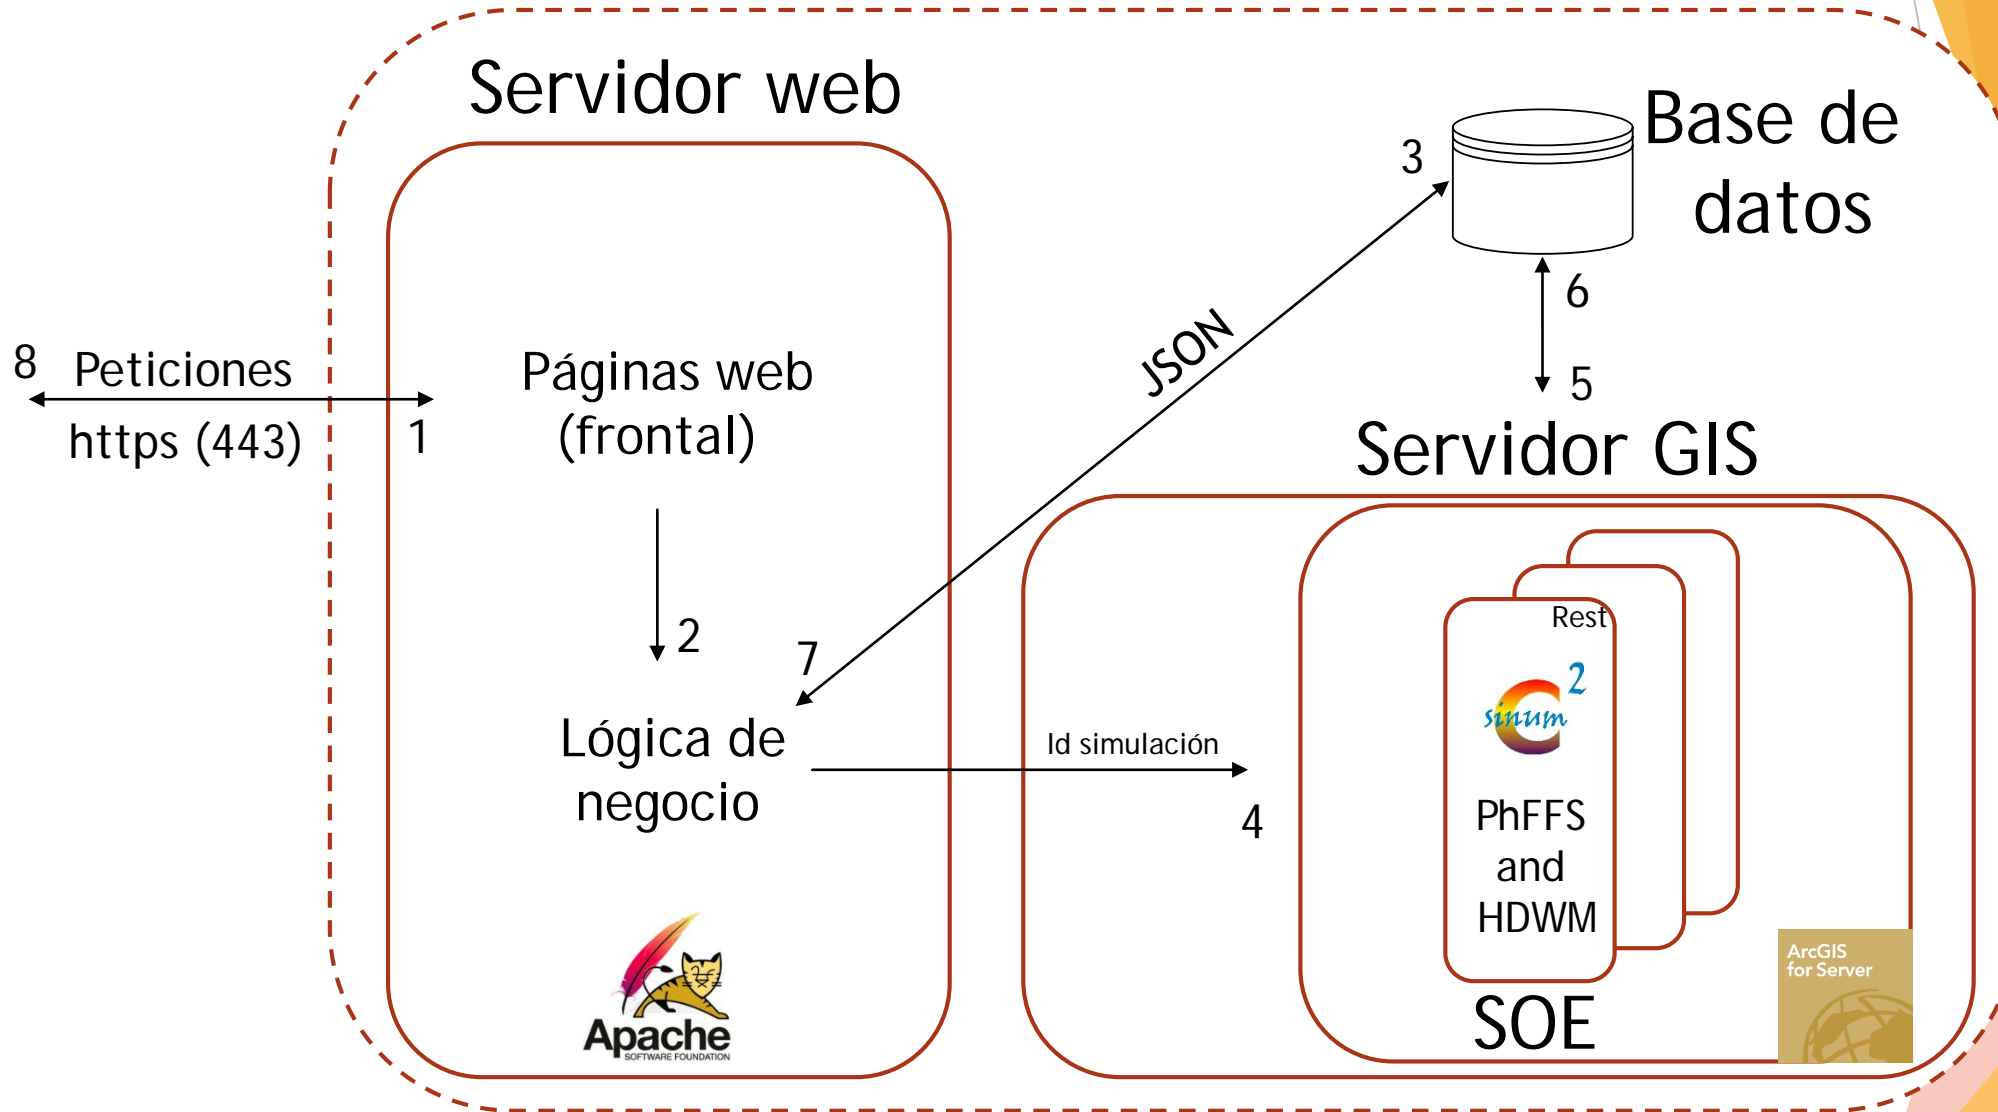 Servidor web
Base de
datos
3
6
5
JSON
8
Peticiones
https (443)
1
Páginas web
(frontal)
2
7
Lógica de
negocio
Id simulación
4
Servidor GIS
Rest
sinum
C2
PhFFS
and
HDWM
SOE
ArcGIS
for Server
Apache
SOFTWARE FOUNDATION